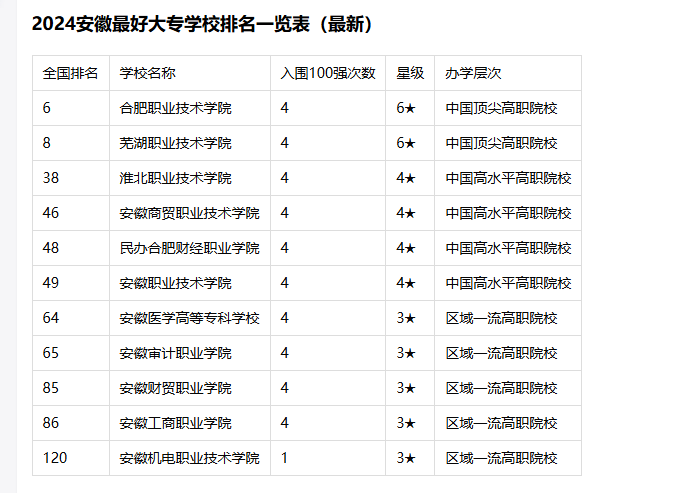 2024安徽最好大专学校排名一览表（最新）
全国排名 学校名称 入围100强次数 星级 办学层次
6 合肥职业技术学院 4 6★ 中国顶尖高职院校
8 芜湖职业技术学院 4 6★ 中国顶尖高职院校
38 淮北职业技术学院 4 4★ 中国高水平高职院校
46 安徽商贸职业技术学院 4 4★ 中国高水平高职院校
48 民办合肥财经职业学院 4 4★ 中国高水平高职院校
49 安徽职业技术学院 4 4★ 中国高水平高职院校
64 安徽医学高等专科学校 4 3★ 区域一流高职院校
65 安徽审计职业学院 4 3★ 区域一流高职院校
85 安徽财贸职业学院 4 3★ 区域一流高职院校
86 安徽工商职业学院 4 3★ 区域一流高职院校
120 安徽机电职业技术学院 1 3★ 区域一流高职院校